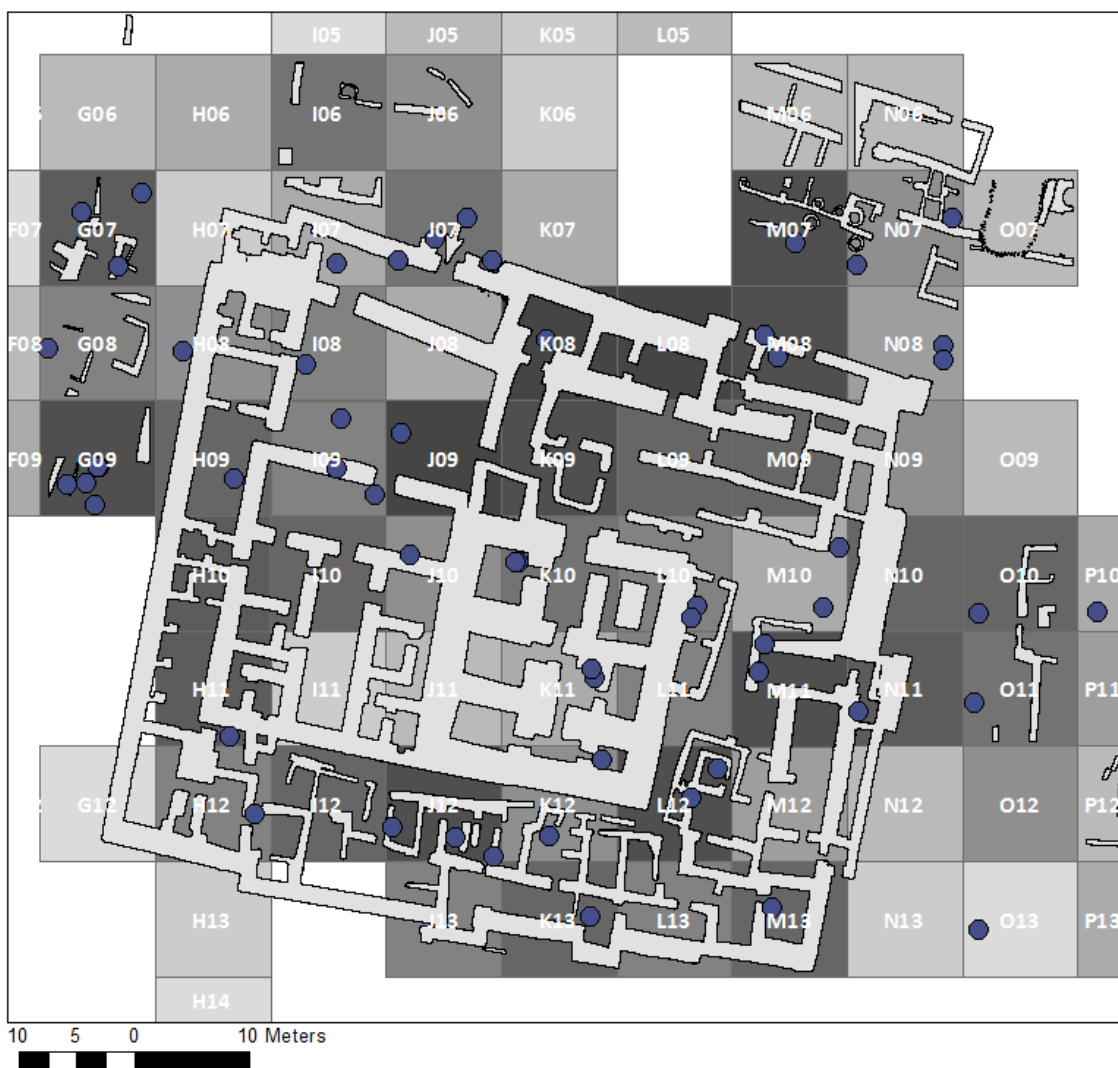 I05 J05 K05 L05
G06 H06 I06 J06 K06 M06 N06
F07 G07 H07 I07 J07 K07 M07 N07 O07
F08 G08 H08 I08 J08 K08 L08 M08 N08
F09 G09 H09 I09 J09 K09 L09 M09 N09 O09
H10 I10 J10 K10 L10 M10 N10 O10 P10
H11 I11 J11 K11 L11 M11 N11 O11 P11
G12 H12 I12 J12 K12 L12 M12 N12 O12 P12
H13 J13 K13 L13 M13 N13 O13 P13
H14
10 5 0 10 Meters